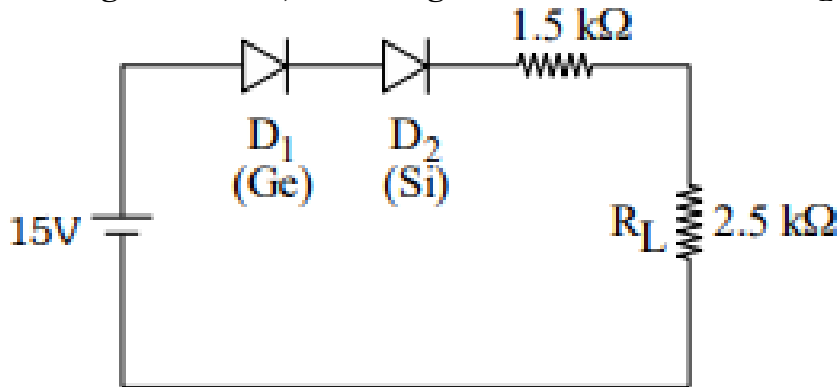 1.5 kΩ
D1 D2
(Ge) (Si)
15V
RL 2.5 kΩ